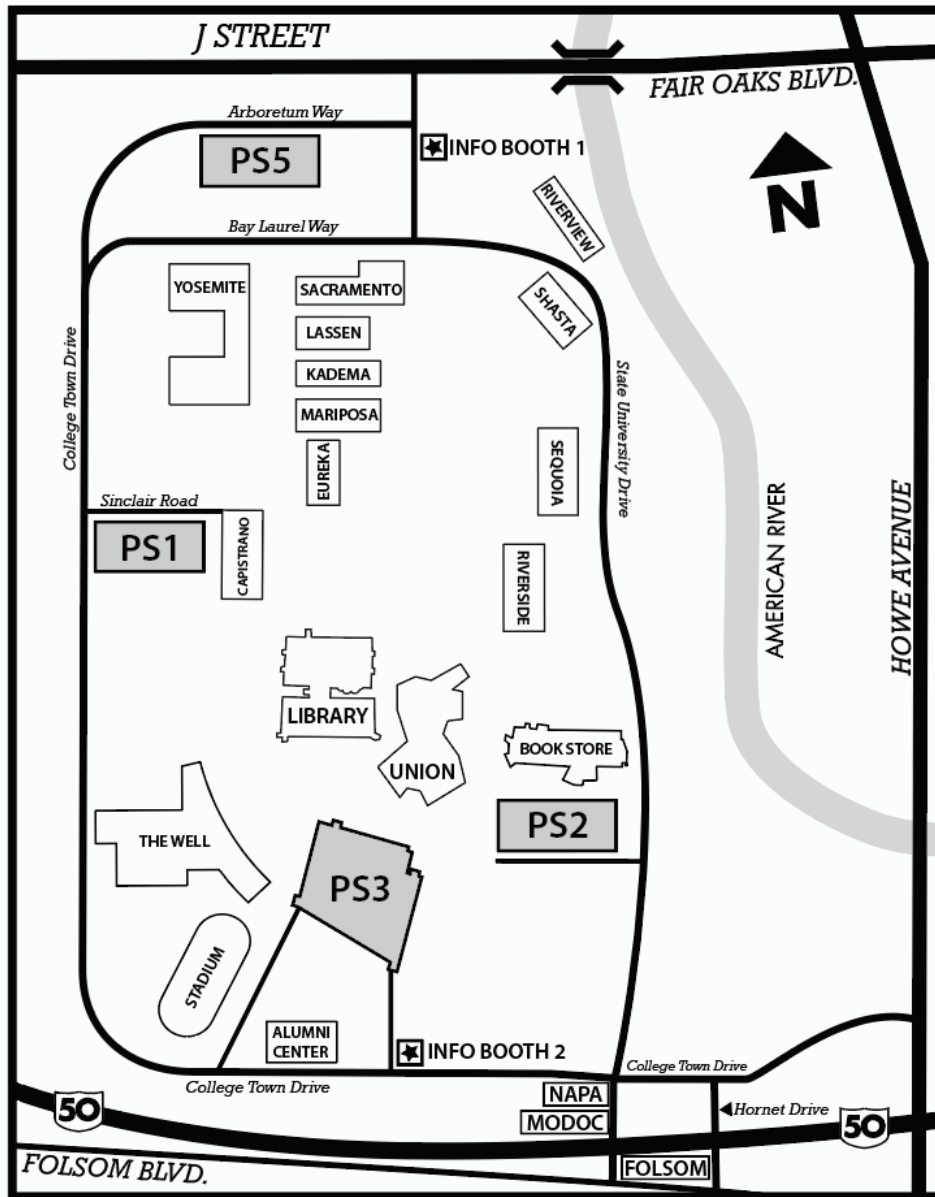 J STREET
FAIR OAKS BLVD.
Arboretum Way
PS5
INFO BOOTH 1
N
RIVERVIEW
Bay Laurel Way
YOSEMITE
SACRAMENTO
SHASTA
LASSEN
KADEMA
MARIPOSA
College Town Drive
State University Drive
EUREKA
SEQUOIA
Sinclair Road
PS1
CAPISTRANO
RIVERSIDE
AMERICAN RIVER
HOWE AVENUE
LIBRARY
UNION
BOOK STORE
PS2
THE WELL
PS3
STADIUM
ALUMNI
CENTER
INFO BOOTH 2
College Town Drive
College Town Drive
NAPA
MODOC
Hornet Drive
50
50
FOLSOM BLVD.
FOLSOM